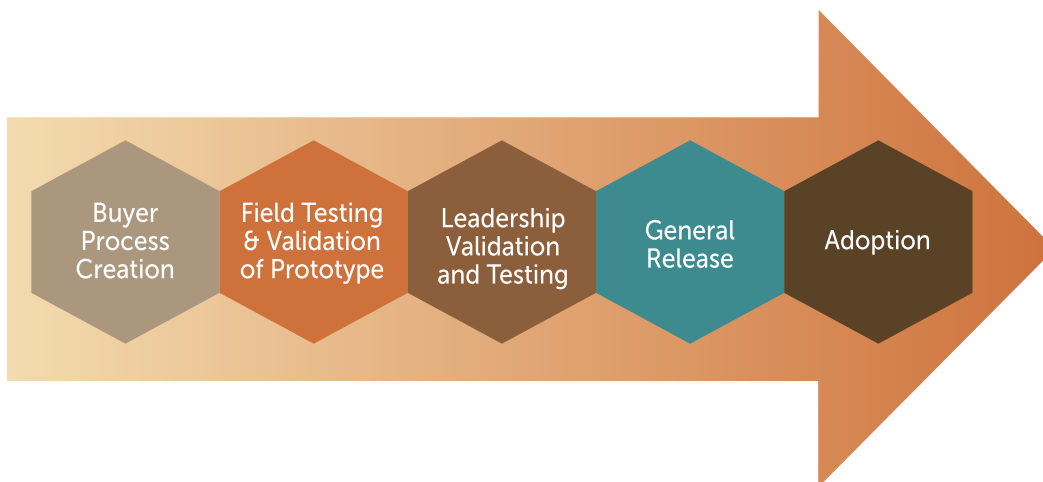 Buyer
Process
Creation
Field Testing
& Validation
of Prototype
Leadership
Validation
and Testing
General
Release
Adoption